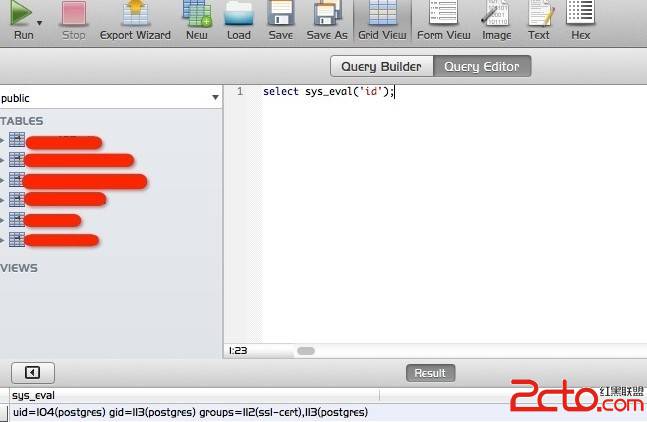 Run Stop Export Wizard New Load Save Save As Grid View Form View Image Text Hex
Query Builder Query Editor
public
1 select sys_eval('id');
TABLES
VIEWS
1:23
Result
sys_eval
uid=104(postgres) gid=113(postgres) groups=112(ssl-cert),113(postgres)
2cto.com
红黑联盟